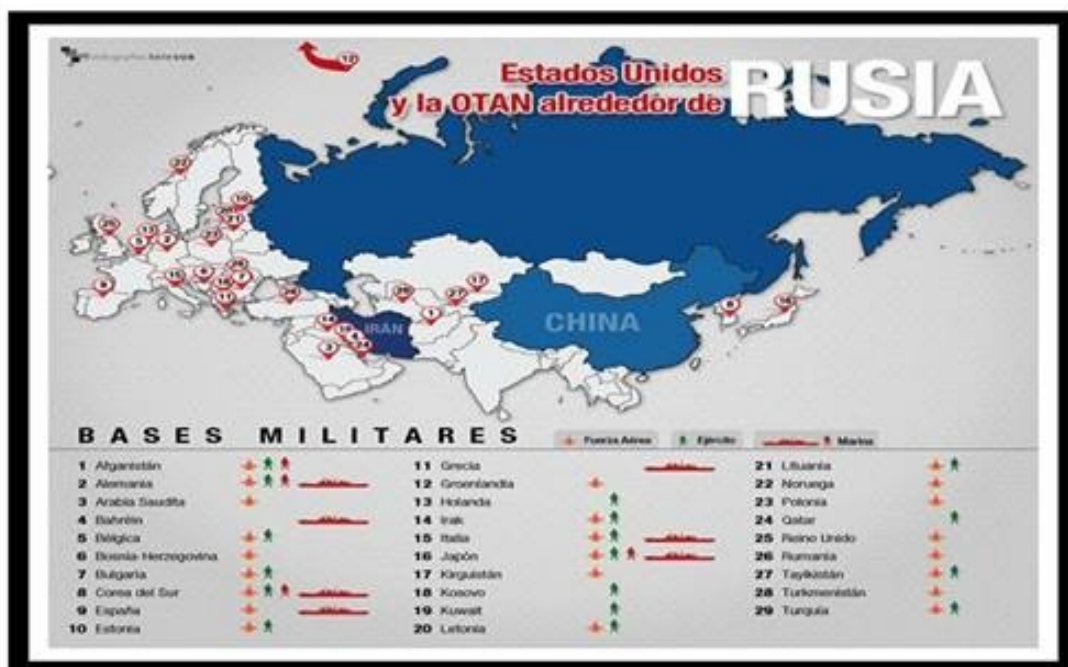 Estados Unidos
y la OTAN alrededor de
RUSIA
IRÁN
CHINA
BASES MILITARES
Fuerza Aérea
Ejército
Marina
1 Afganistán
2 Alemania
3 Arabia Saudita
4 Bahréin
5 Bélgica
6 Bosnia-Herzegovina
7 Bulgaria
8 Corea del Sur
9 España
10 Estonia
11 Grecia
12 Groenlandia
13 Holanda
14 Irak
15 Italia
16 Japón
17 Kirguistán
18 Kosovo
19 Kuwait
20 Letonia
21 Lituania
22 Noruega
23 Polonia
24 Qatar
25 Reino Unido
26 Rumania
27 Tayikistán
28 Turkmenistán
29 Turquía